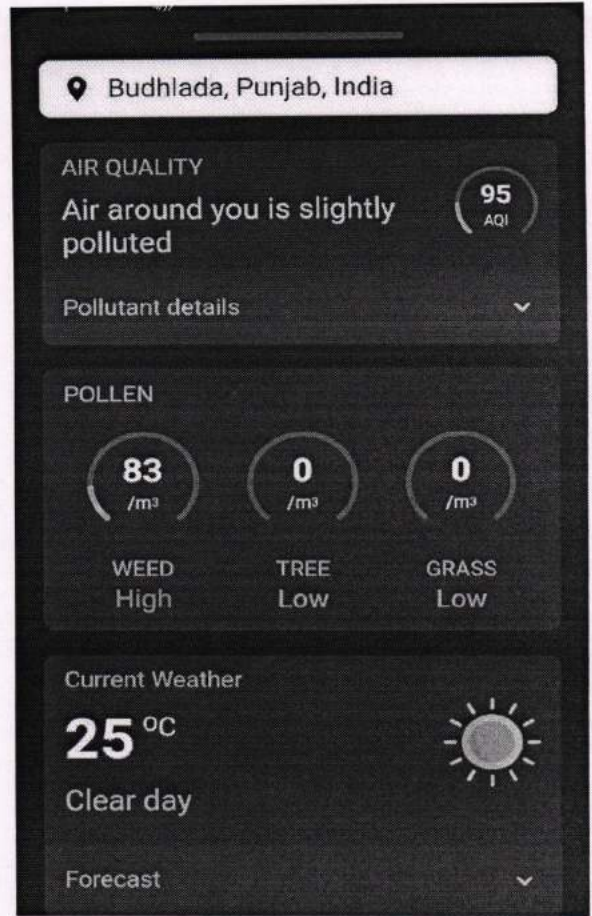 Budhlada, Punjab, India
AIR QUALITY
Air around you is slightly
polluted
95
AQI
Pollutant details
POLLEN
83
/m³
0
/m³
0
/m³
WEED
TREE
GRASS
High
Low
Low
Current Weather
25 °C
Clear day
Forecast